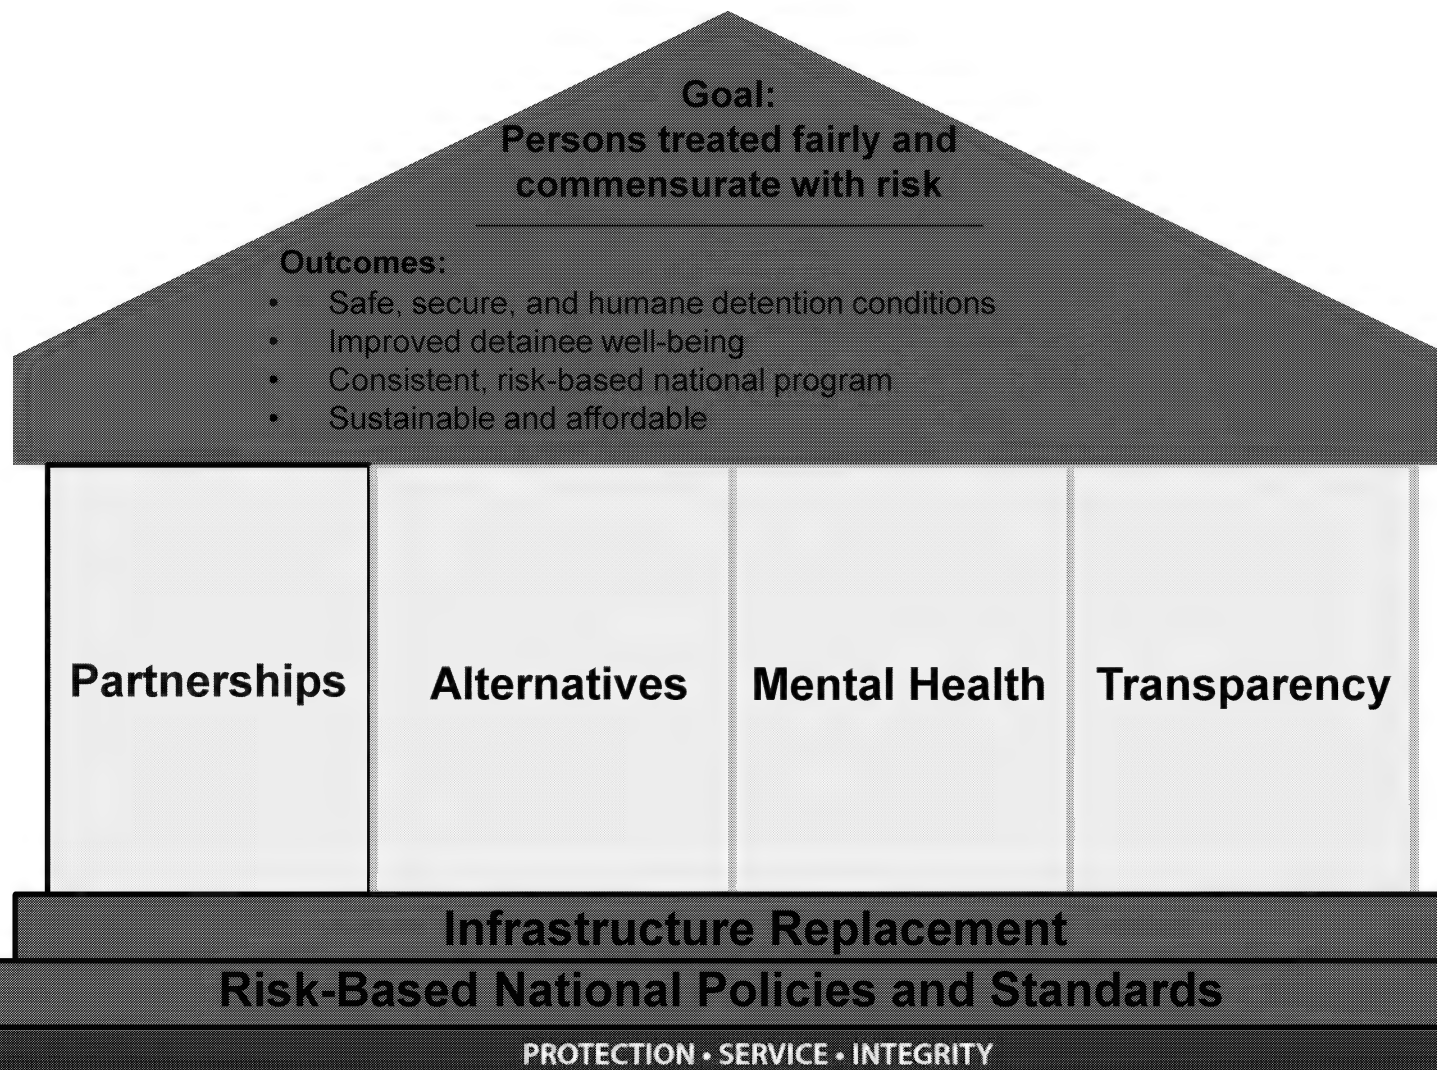 Goal:
Persons treated fairly and
commensurate with risk
Outcomes:
• Safe, secure, and humane detention conditions
• Improved detainee well-being
• Consistent, risk-based national program
• Sustainable and affordable
Partnerships
Alternatives
Mental Health
Transparency
Infrastructure Replacement
Risk-Based National Policies and Standards
PROTECTION • SERVICE • INTEGRITY